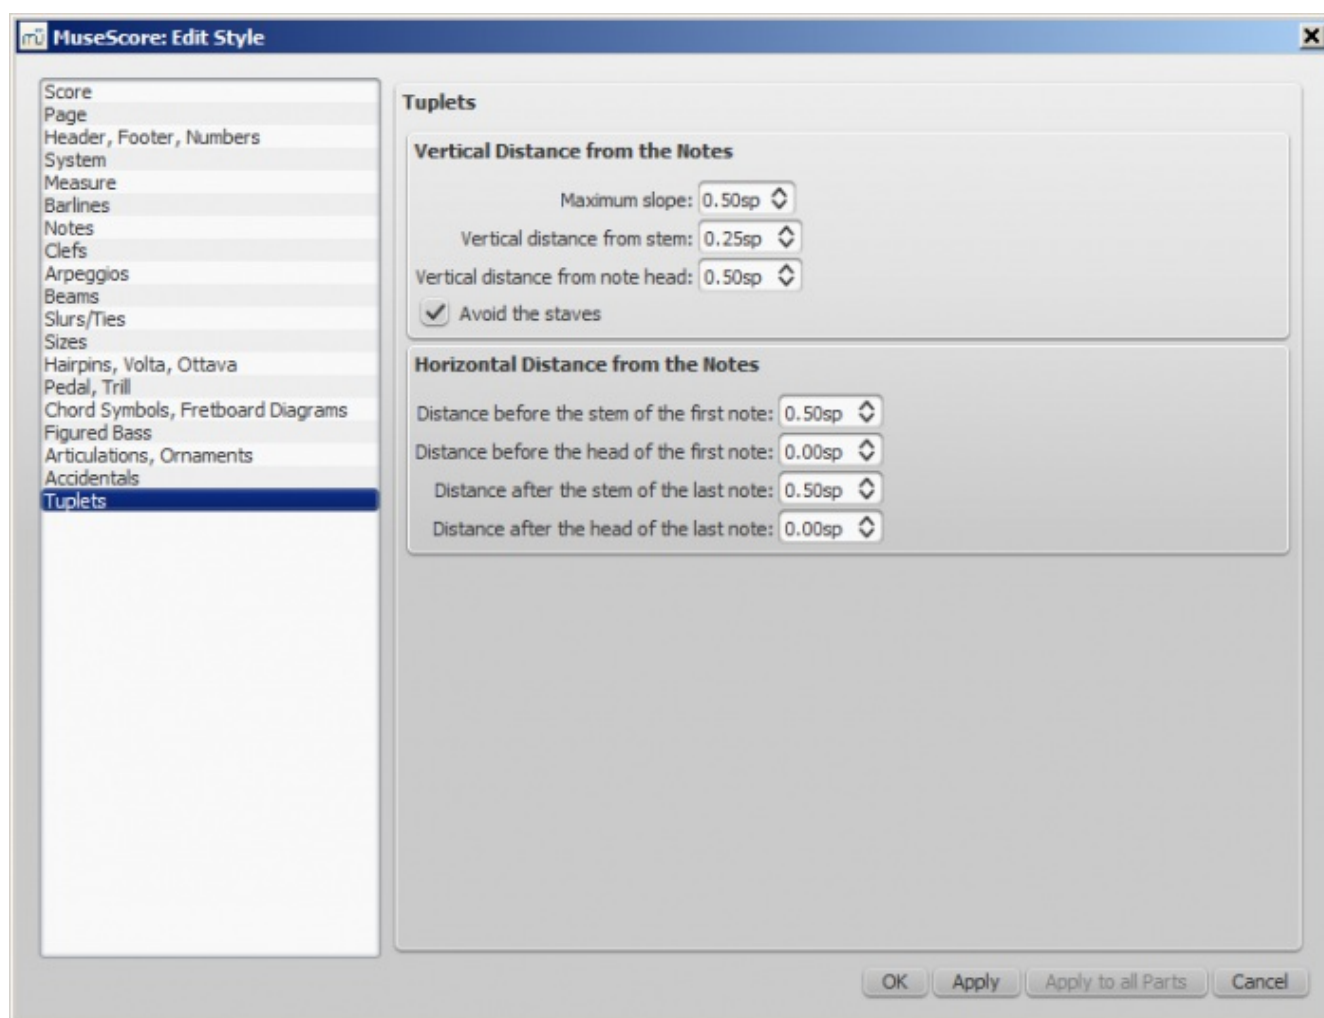 mū MuseScore: Edit Style
Score
Page
Header, Footer, Numbers
System
Measure
Barlines
Notes
Clefs
Arpeggios
Beams
Slurs/Ties
Sizes
Hairpins, Volta, Ottava
Pedal, Trill
Chord Symbols, Fretboard Diagrams
Figured Bass
Articulations, Ornaments
Accidentals
Tuplets
Tuplets
Vertical Distance from the Notes
Maximum slope: 0.50sp
Vertical distance from stem: 0.25sp
Vertical distance from note head: 0.50sp
Avoid the staves
Horizontal Distance from the Notes
Distance before the stem of the first note: 0.50sp
Distance before the head of the first note: 0.00sp
Distance after the stem of the last note: 0.50sp
Distance after the head of the last note: 0.00sp
OK Apply Apply to all Parts Cancel